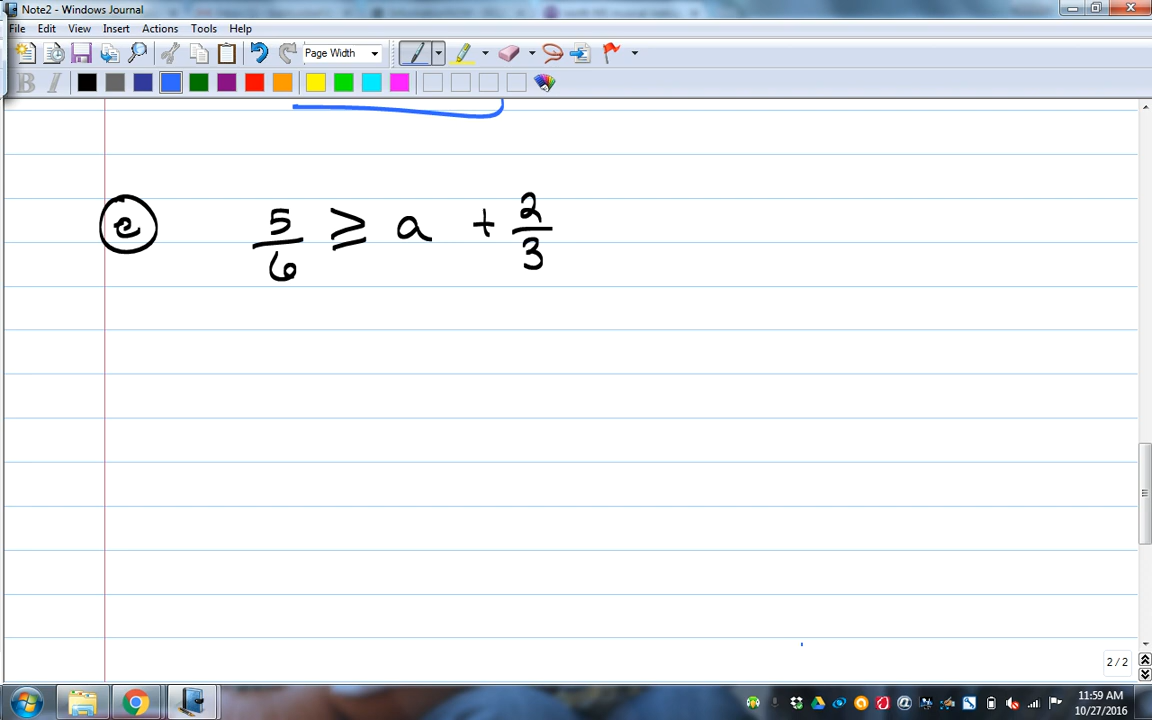 Note2 - Windows Journal
File Edit View Insert Actions Tools Help
Page Width
B I
e 5/6 ≥ a + 2/3
2 / 2
11:59 AM
10/27/2016